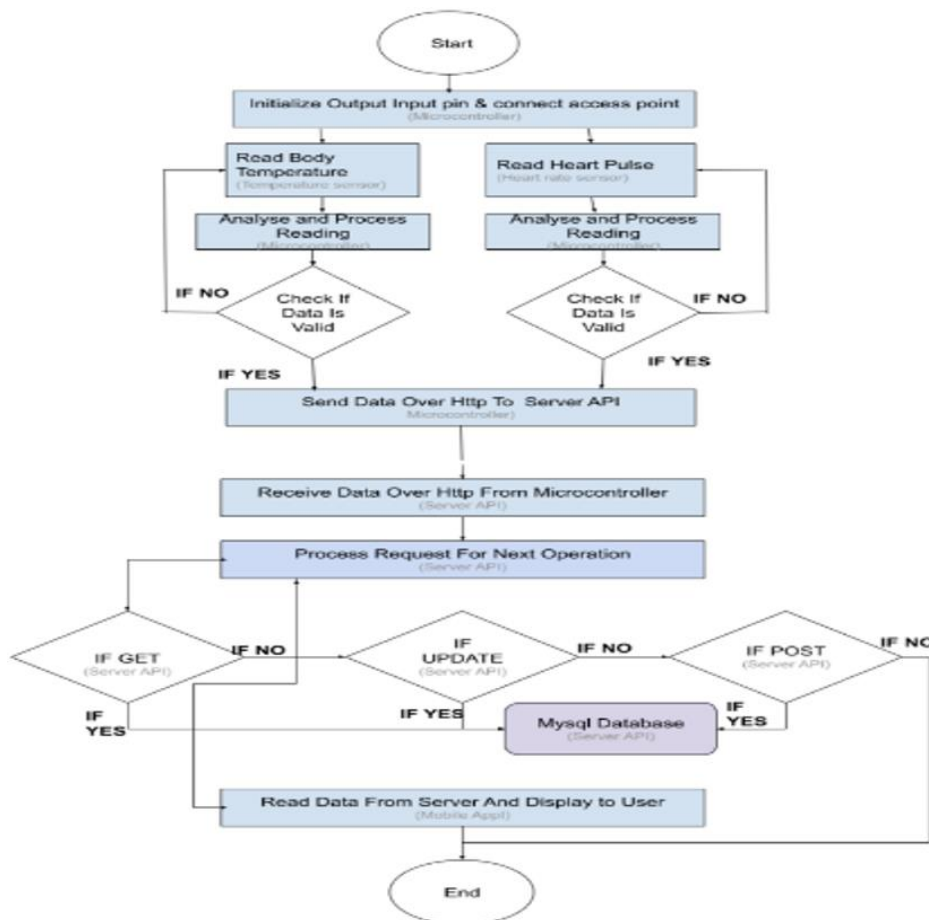 Start
Initialize Output Input pin & connect access point
(Microcontroller)
Read Body
Temperature
(Temperature sensor)
Read Heart Pulse
(Heart rate sensor)
Analyse and Process
Reading
(Microcontroller)
Analyse and Process
Reading
(Microcontroller)
IF NO
Check If
Data Is
Valid
Check If
Data Is
Valid
IF NO
IF YES
IF YES
Send Data Over Http To Server API
Microcontroller)
Receive Data Over Http From Microcontroller
(Server API)
Process Request For Next Operation
(Server API)
IF GET
(Server API)
IF NO
IF
UPDATE
(Server API)
IF NO
IF POST
(Server API)
IF NO
IF
YES
IF YES
Mysql Database
(Server API)
IF
YES
Read Data From Server And Display to User
(Mobile AppI)
End